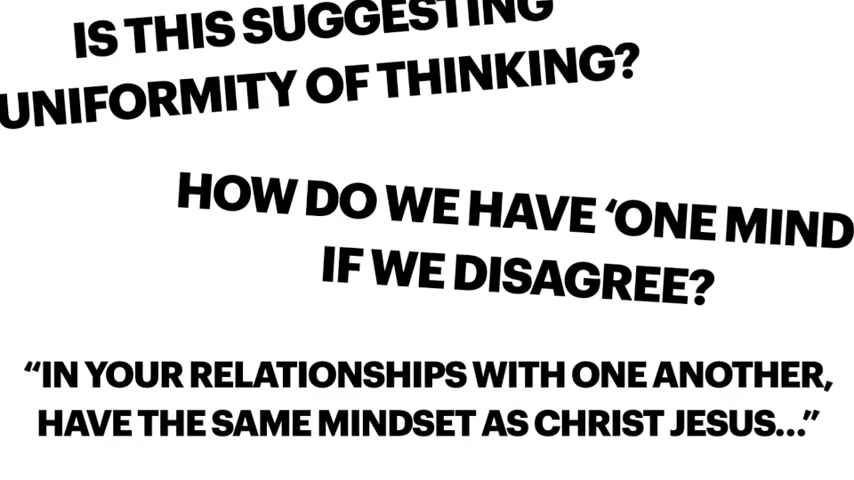 IS THIS SUGGESTING
UNIFORMITY OF THINKING?
HOW DO WE HAVE ‘ONE MIND
IF WE DISAGREE?
“IN YOUR RELATIONSHIPS WITH ONE ANOTHER,
HAVE THE SAME MINDSET AS CHRIST JESUS...”